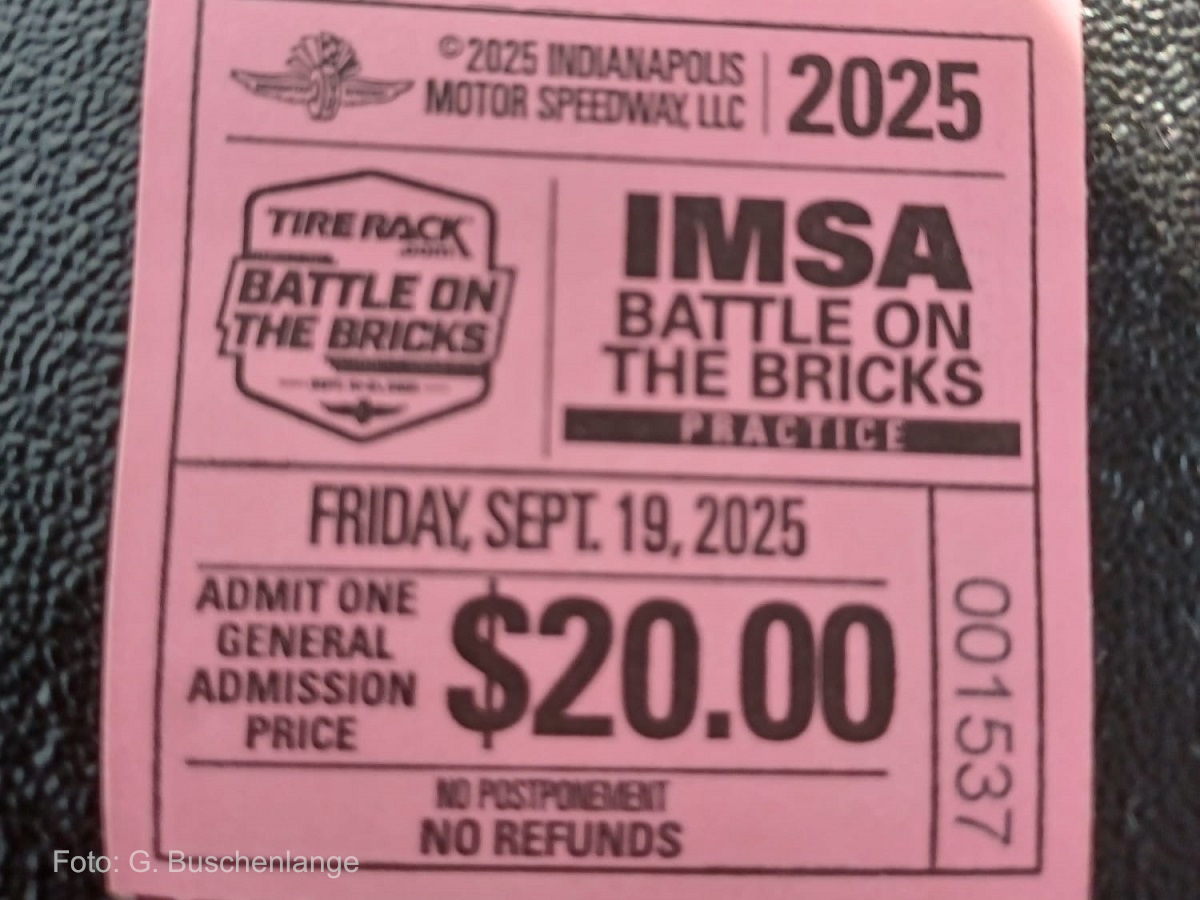 ©2025 INDIANAPOLIS
MOTOR SPEEDWAY, LLC
2025
TIRE RACK
.com
BATTLE ON
THE BRICKS
IMSA
BATTLE ON
THE BRICKS
PRACTICE
FRIDAY, SEPT. 19, 2025
ADMIT ONE
GENERAL
ADMISSION
PRICE
$20.00
001537
NO POSTPONEMENT
NO REFUNDS
Foto: G. Buschenlange